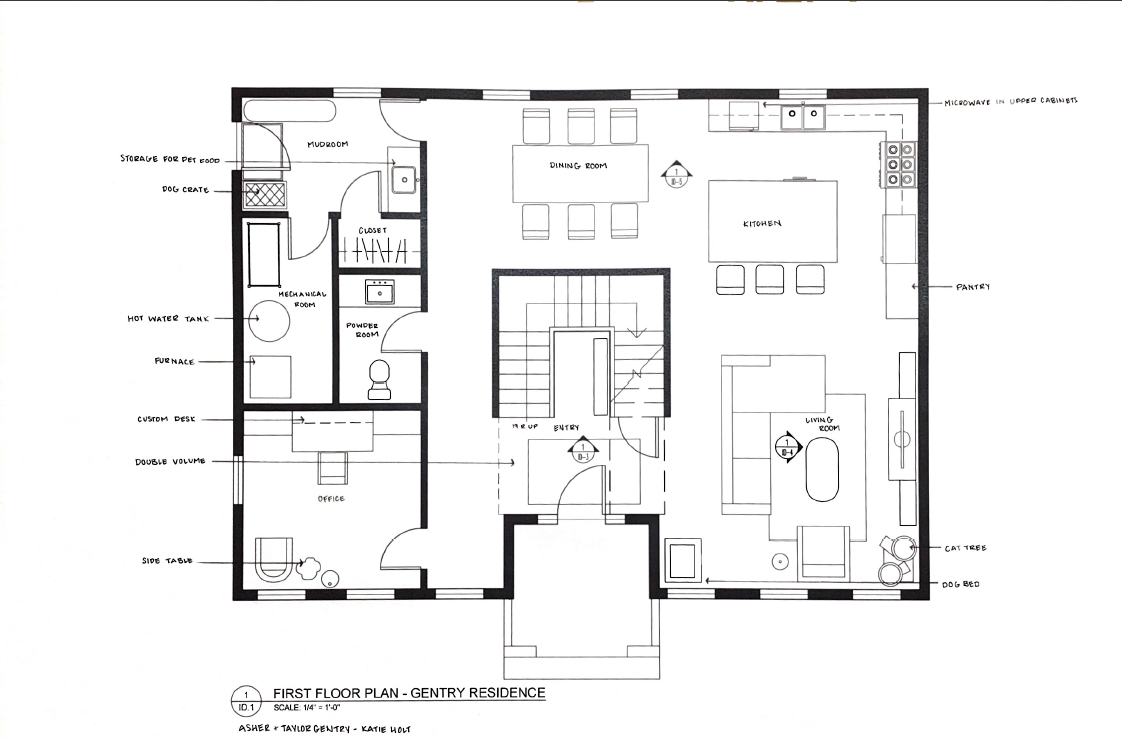 MICROWAVE IN UPPER CABINETS
MUDROOM
STORAGE FOR PET FOOD
DINING ROOM
1
ID-5
DOG CRATE
KITCHEN
CLOSET
PANTRY
MECHANICAL
ROOM
HOT WATER TANK
POWDER
ROOM
FURNACE
CUSTOM DESK
19 R UP
ENTRY
LIVING
ROOM
1
ID-3
1
ID-4
DOUBLE VOLUME
OFFICE
SIDE TABLE
CAT TREE
DOG BED
1
ID.1
FIRST FLOOR PLAN - GENTRY RESIDENCE
SCALE: 1/4" = 1'-0"
ASHER + TAYLOR GENTRY - KATIE HOLT